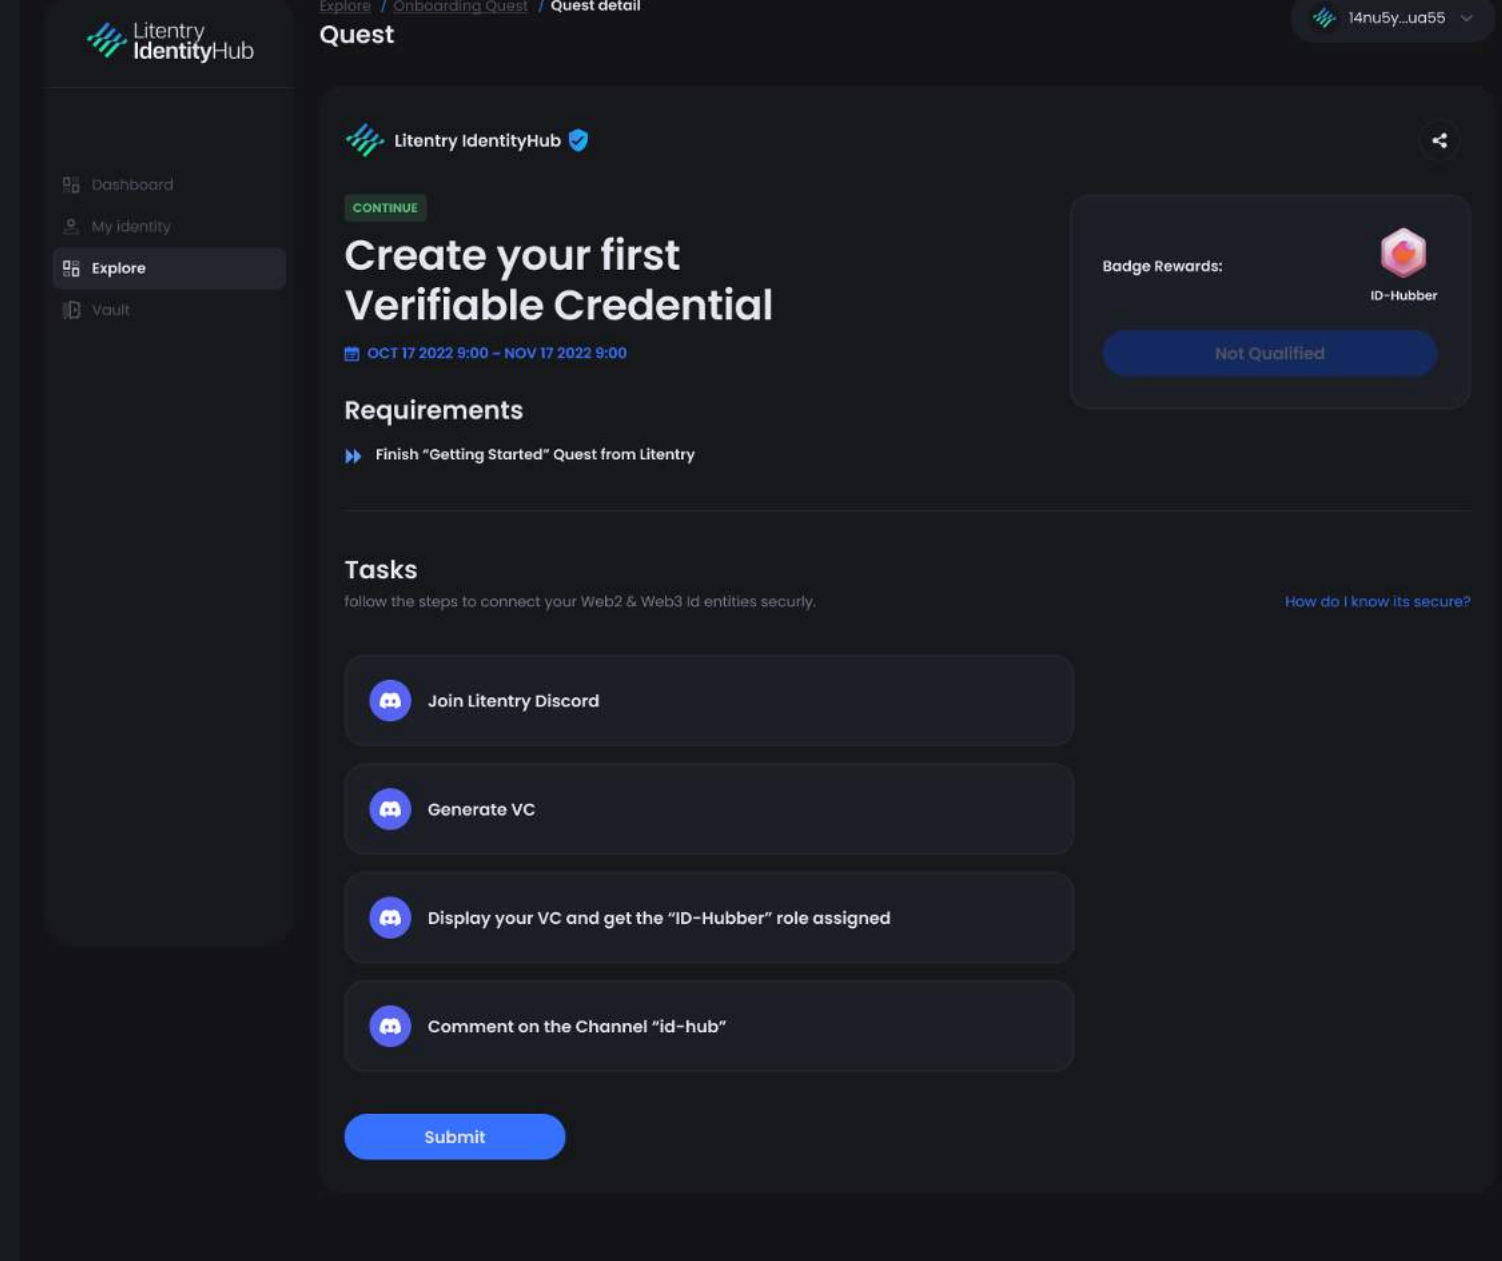 Litentry
IdentityHub
Explore / Onboarding Quest / Quest detail
Quest
14nu5y...ua55
Dashboard
My identity
Explore
Vault
Litentry IdentityHub
CONTINUE
Create your first
Verifiable Credential
OCT 17 2022 9:00 – NOV 17 2022 9:00
Badge Rewards:
ID-Hubber
Not Qualified
Requirements
Finish “Getting Started” Quest from Litentry
Tasks
follow the steps to connect your Web2 & Web3 Id entities securly.
How do I know its secure?
Join Litentry Discord
Generate VC
Display your VC and get the “ID-Hubber” role assigned
Comment on the Channel “id-hub”
Submit